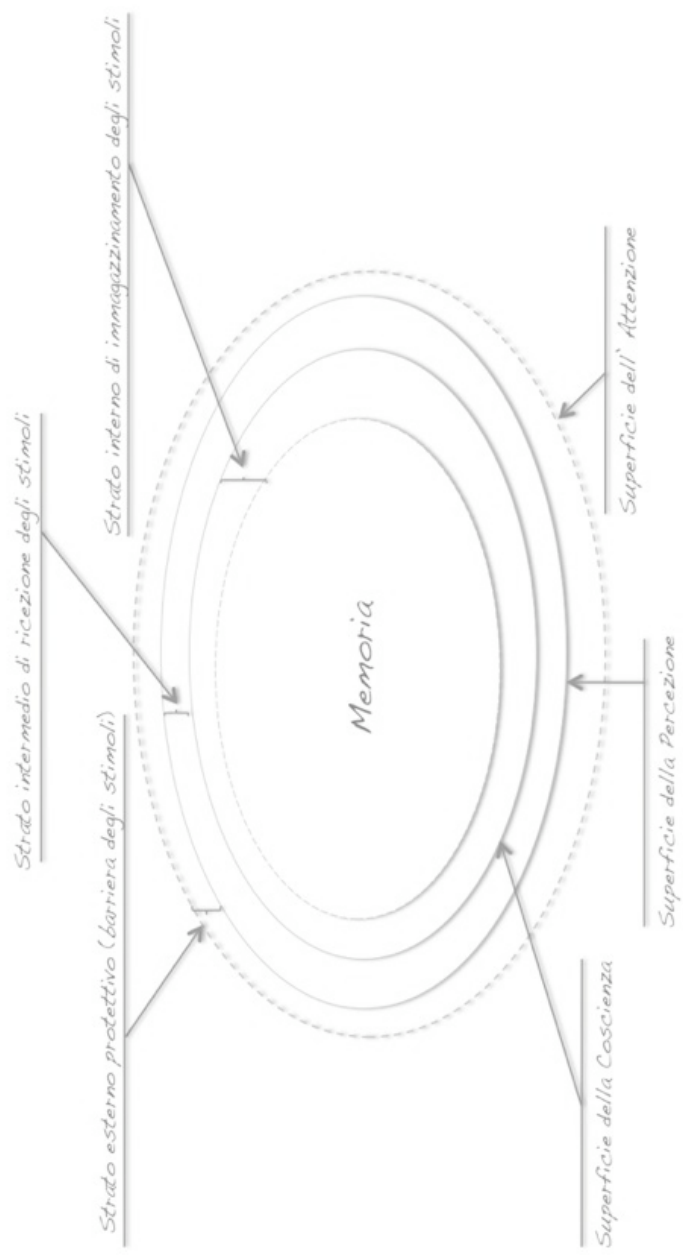 Strato intermedio di ricezione degli stimoli
Strato esterno protettivo (barriera degli stimoli)
Strato interno di immagazzinamento degli stimoli
Memoria
Superficie della Coscienza
Superficie dell' Attenzione
Superficie della Percezione